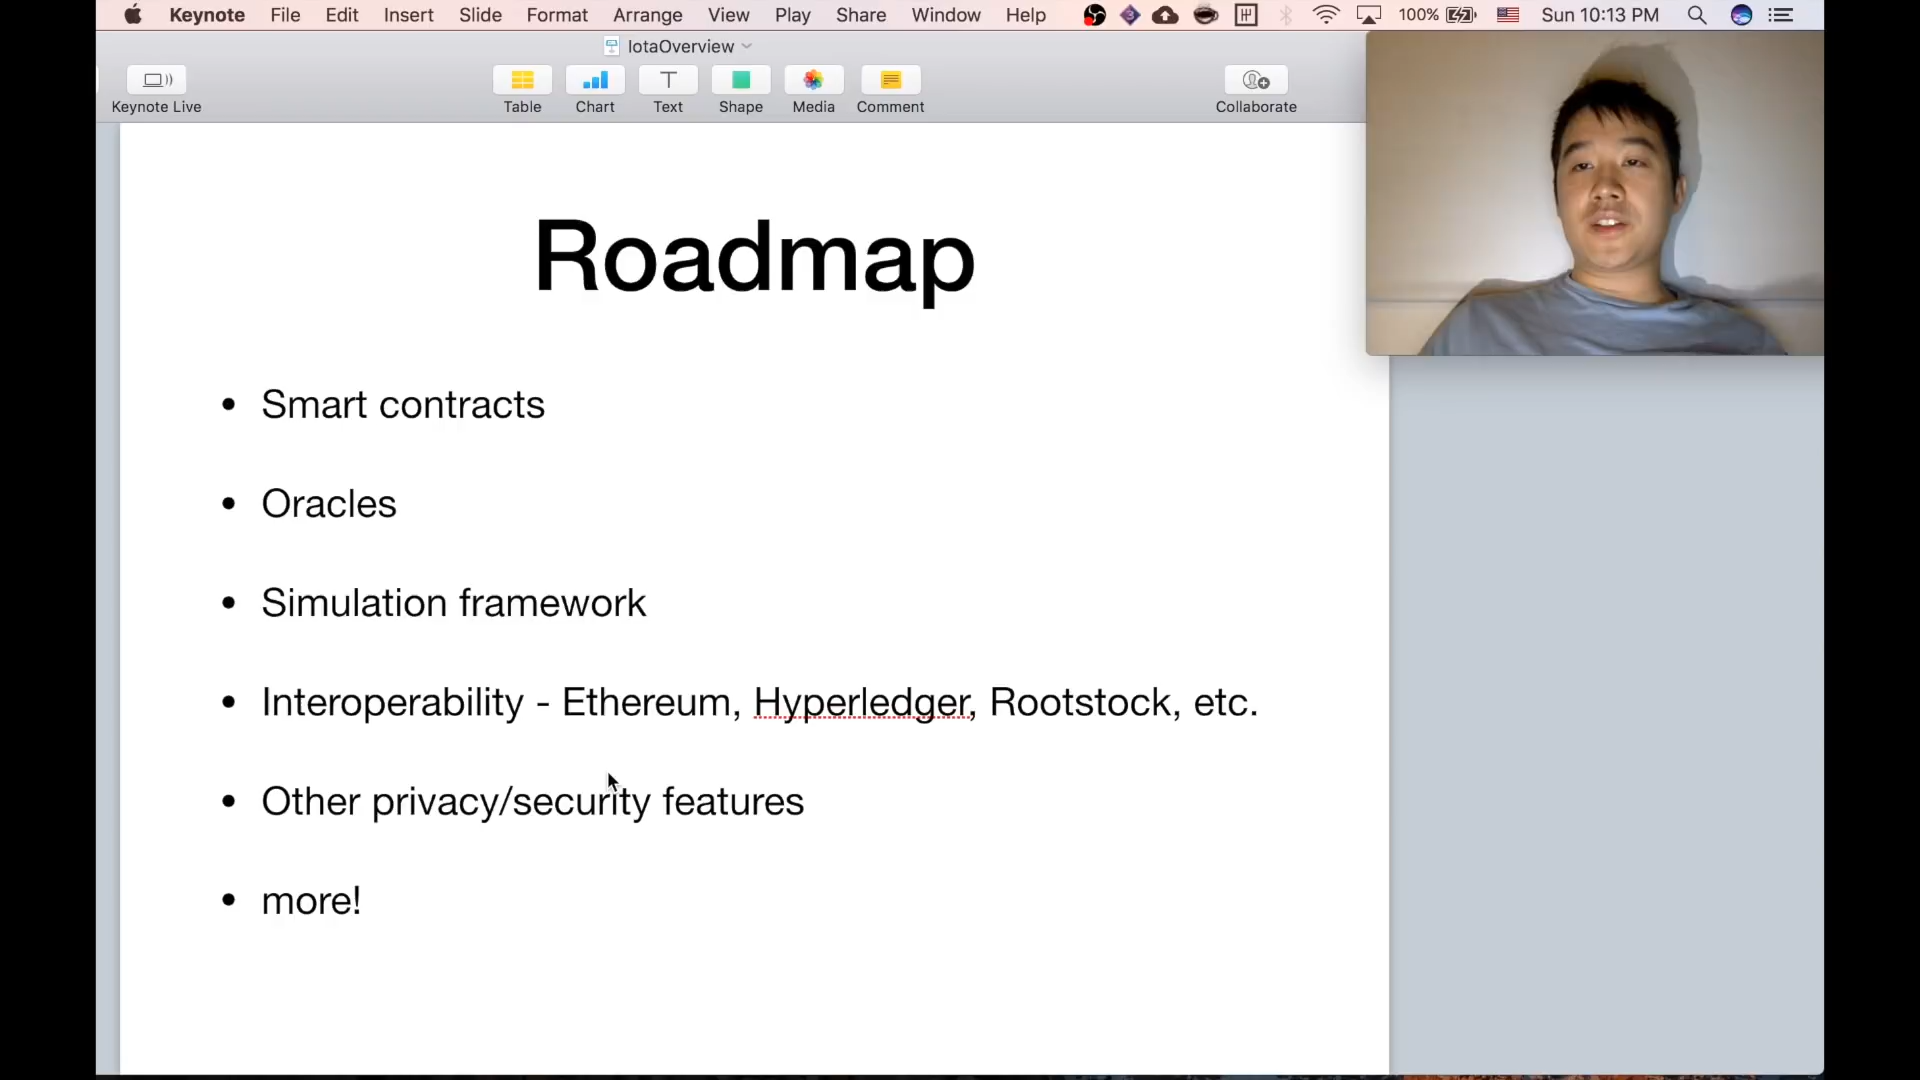 Keynote File Edit Insert Slide Format Arrange View Play Share Window Help 3 100% Sun 10:13 PM
IotaOverview
Keynote Live Table Chart Text Shape Media Comment Collaborate
Roadmap
• Smart contracts
• Oracles
• Simulation framework
• Interoperability - Ethereum, Hyperledger, Rootstock, etc.
• Other privacy/security features
• more!